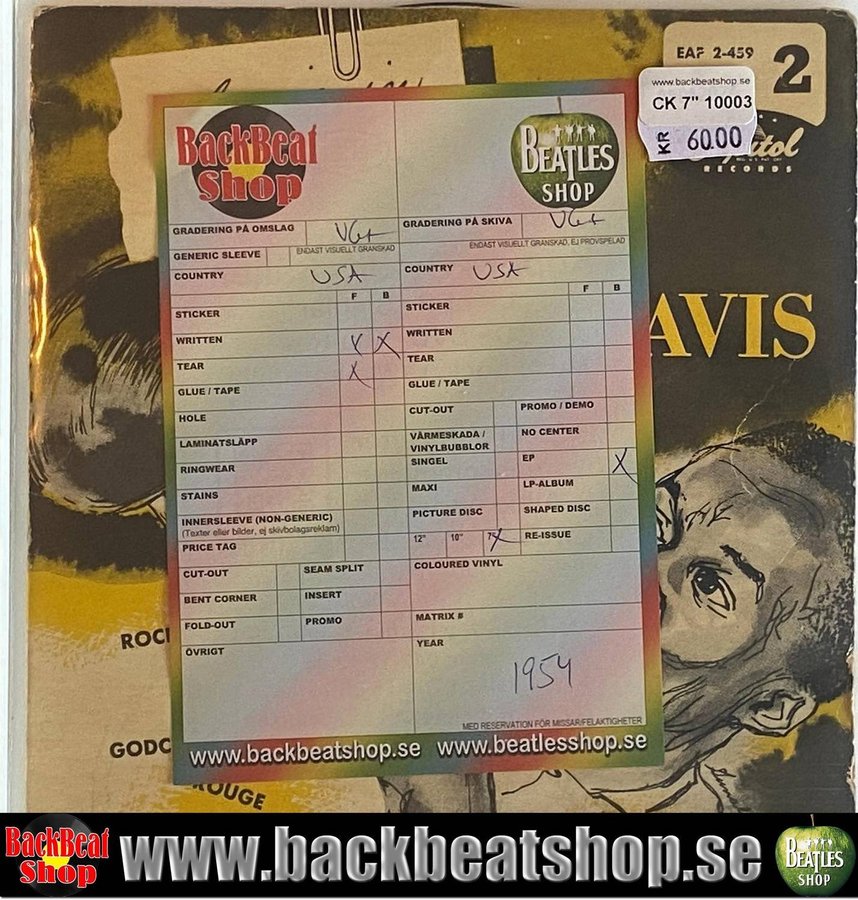 EAF 2-459
2
www.backbeatshop.se
CK 7" 10003
KR 60.00
Capitol
RECORDS
BackBeat
Shop
BEATLES
SHOP
GRADERING PÅ OMSLAG VG+
GRADERING PÅ SKIVA VG+
GENERIC SLEEVE
ENDAST VISUELLT GRANSKAD
ENDAST VISUELLT GRANSKAD, EJ PROVSPELAD
COUNTRY USA
COUNTRY USA
F B
F B
STICKER
STICKER
WRITTEN X X
WRITTEN
TEAR X
TEAR
GLUE / TAPE
GLUE / TAPE
HOLE
CUT-OUT
PROMO / DEMO
LAMINATSLÄPP
VÄRMESKADA /
VINYLBUBBLOR
NO CENTER
RINGWEAR
SINGEL
EP X
STAINS
MAXI
LP-ALBUM
INNERSLEEVE (NON-GENERIC)
(Texter eller bilder, ej skivbolagsreklam)
PICTURE DISC
SHAPED DISC
PRICE TAG
12" 10" 7" X
RE-ISSUE
CUT-OUT
SEAM SPLIT
COLOURED VINYL
BENT CORNER
INSERT
FOLD-OUT
PROMO
MATRIX #
ÖVRIGT
YEAR
1954
MED RESERVATION FÖR MISSAR/FELAKTIGHETER
www.backbeatshop.se www.beatlesshop.se
AVIS
ROC
GODC
ROUGE
BackBeat
Shop
www.backbeatshop.se
BEATLES
SHOP